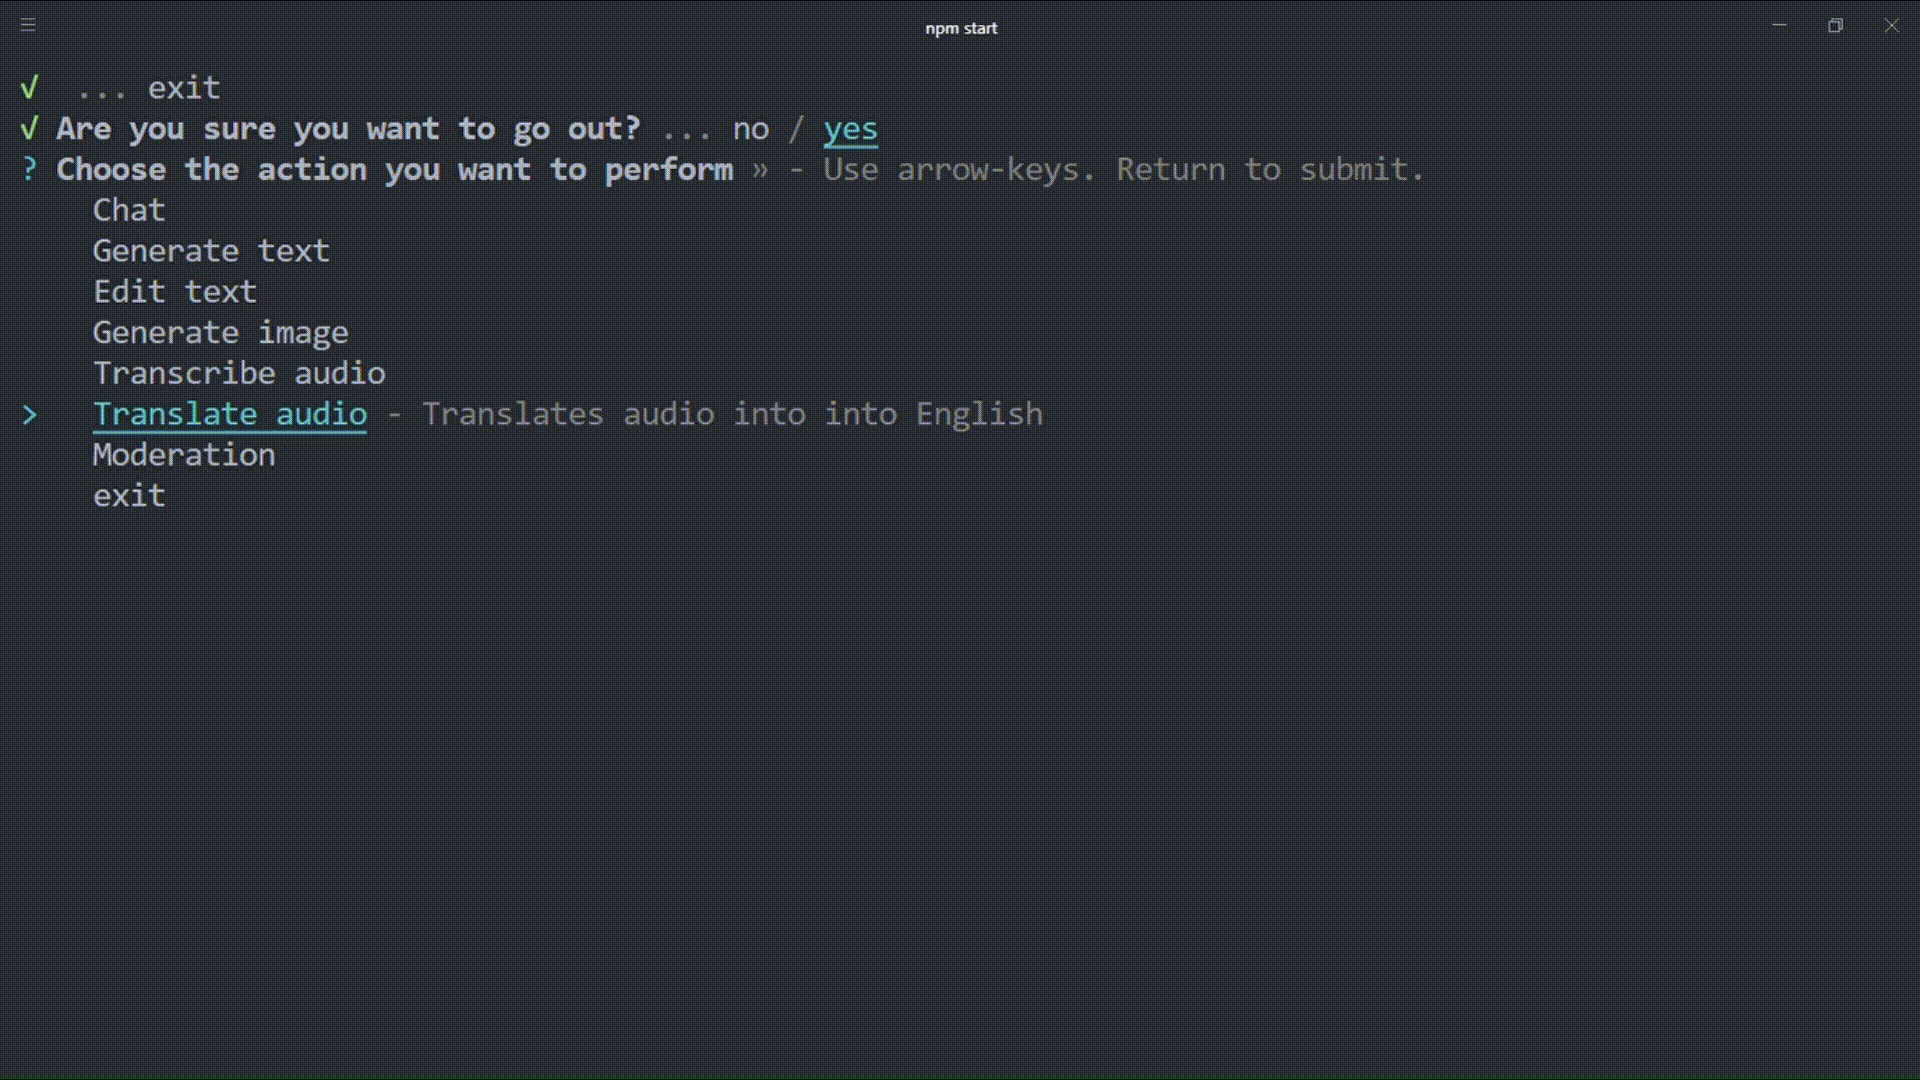 npm start
√ ... exit
√ Are you sure you want to go out? ... no / yes
? Choose the action you want to perform » - Use arrow-keys. Return to submit.
Chat
Generate text
Edit text
Generate image
Transcribe audio
> Translate audio - Translates audio into into English
Moderation
exit